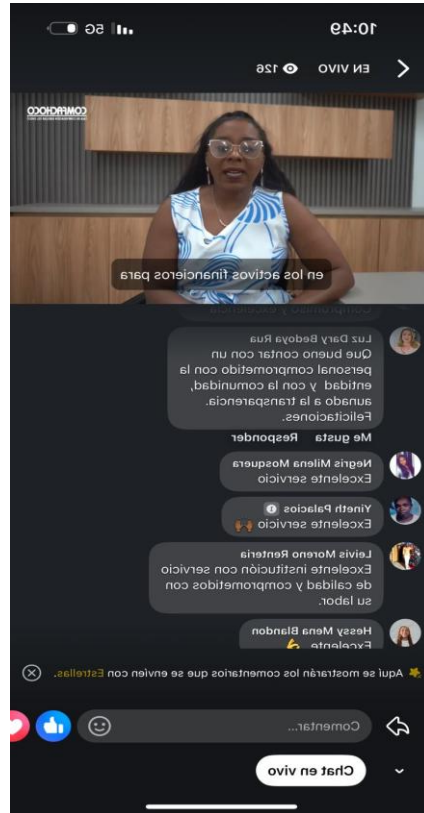 10:49
5G
EN VIVO 126
COMFACHOCO
en los activos financieros para
Luz Dary Bedoya Rua
Que bueno contar con un
personal comprometido con la
entidad y con la comunidad,
aunado a la transparencia.
Felicitaciones.
Me gusta Responder
Negris Milena Mosquera
Excelente servicio
Yineth Palacios
Excelente servicio 🙌🏾
Leivis Moreno Renteria
Excelente institución con servicio
de calidad y comprometidos con
su labor.
Hessy Mena Blandon
Excelente 💪
Aquí se mostrarán los comentarios que se envíen con Estrellas.
Comentar...
Chat en vivo